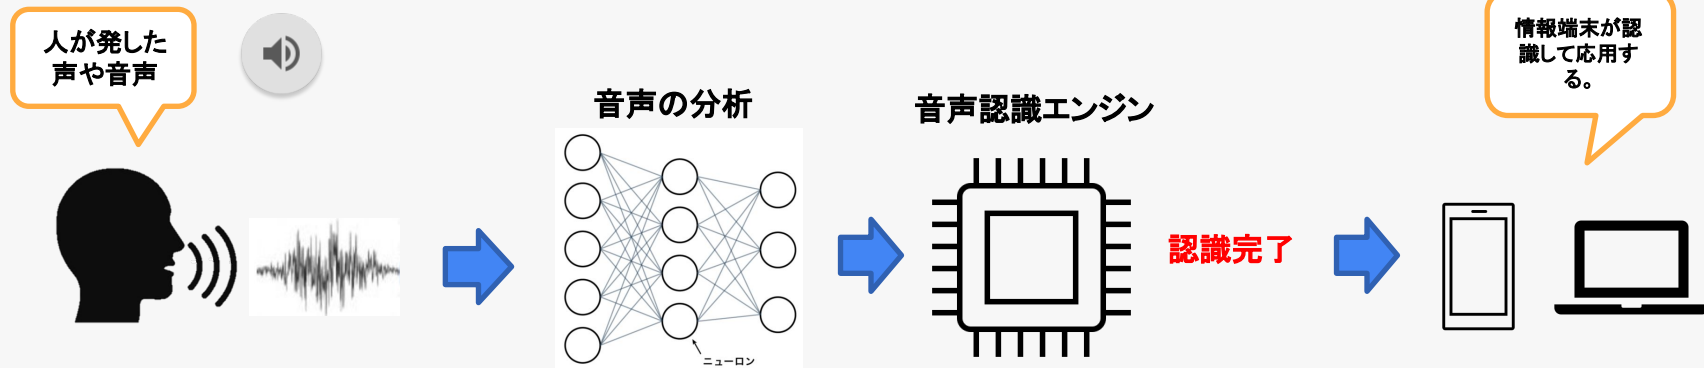 人が発した
声や音声
音声の分析
ニューロン
音声認識エンジン
認識完了
情報端末が認
識して応用す
る。